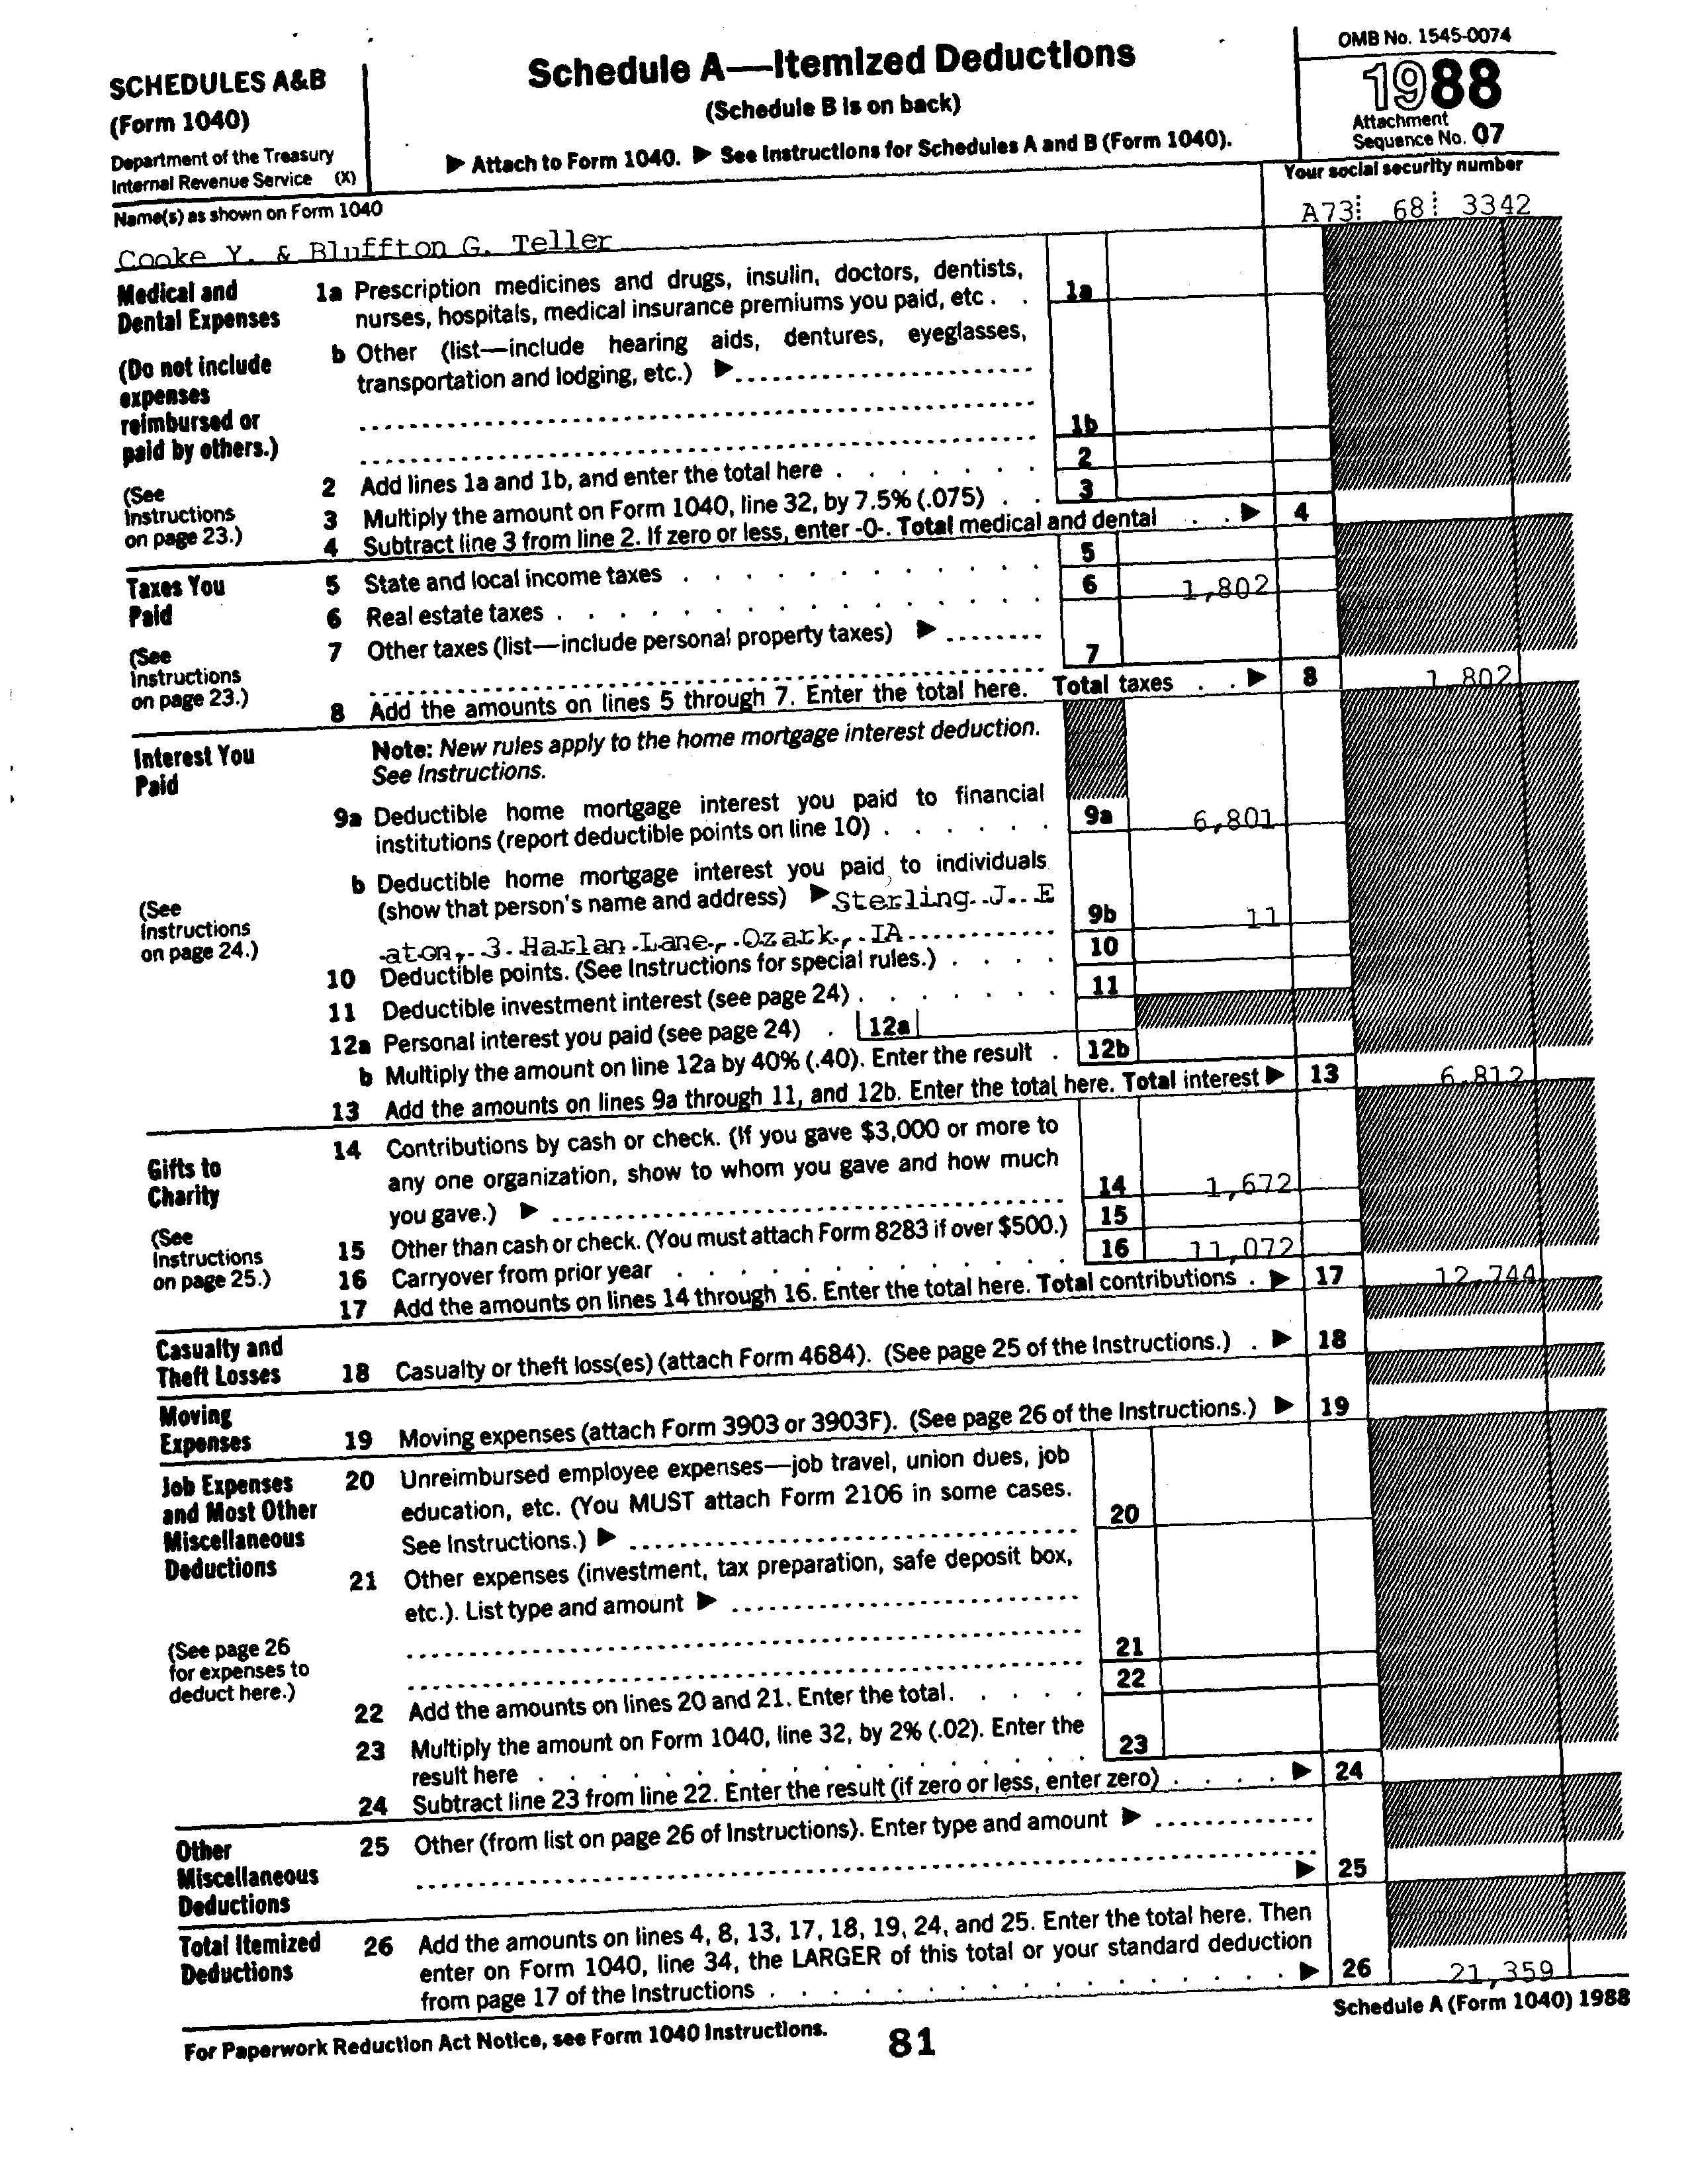 SCHEDULES A&B
(Form 1040)
Department of the Treasury
Internal Revenue Service (X)
Schedule A—Itemized Deductions
(Schedule B is on back)
▶ Attach to Form 1040. ▶ See Instructions for Schedules A and B (Form 1040).
OMB No. 1545-0074
1988
Attachment
Sequence No. 07
Name(s) as shown on Form 1040
Your social security number
Cooke Y. & Bluffton G. Teller
A73 68 3342
Medical and
Dental Expenses
(Do not include
expenses
reimbursed or
paid by others.)
(See
Instructions
on page 23.)
1a Prescription medicines and drugs, insulin, doctors, dentists,
nurses, hospitals, medical insurance premiums you paid, etc . . 1a
b Other (list—include hearing aids, dentures, eyeglasses,
transportation and lodging, etc.) ▶
1b
2 Add lines 1a and 1b, and enter the total here . . . . . . . 2
3 Multiply the amount on Form 1040, line 32, by 7.5% (.075) . . 3
4 Subtract line 3 from line 2. If zero or less, enter -0-. Total medical and dental . . ▶ 4
Taxes You
Paid
(See
Instructions
on page 23.)
5 State and local income taxes . . . . . . . . . . . . 5
6 Real estate taxes . . . . . . . . . . . . . . . 6 1,802
7 Other taxes (list—include personal property taxes) ▶
7
8 Add the amounts on lines 5 through 7. Enter the total here. Total taxes . . ▶ 8 1,802
Interest You
Paid
(See
Instructions
on page 24.)
Note: New rules apply to the home mortgage interest deduction.
See Instructions.
9a Deductible home mortgage interest you paid to financial
institutions (report deductible points on line 10) . . . . . . 9a 6,801
b Deductible home mortgage interest you paid to individuals
(show that person's name and address) ▶ Sterling J. E
aton, 3 Harlan Lane, Ozark, IA 9b 11
10 Deductible points. (See Instructions for special rules.) . . . . 10
11 Deductible investment interest (see page 24) . . . . . . . 11
12a Personal interest you paid (see page 24) . 12a
b Multiply the amount on line 12a by 40% (.40). Enter the result . 12b
13 Add the amounts on lines 9a through 11, and 12b. Enter the total here. Total interest ▶ 13 6,812
Gifts to
Charity
(See
Instructions
on page 25.)
14 Contributions by cash or check. (If you gave $3,000 or more to
any one organization, show to whom you gave and how much
you gave.) ▶ 14 1,672
15 Other than cash or check. (You must attach Form 8283 if over $500.) 15
16 Carryover from prior year . . . . . . . . . . . . . 16 11,072
17 Add the amounts on lines 14 through 16. Enter the total here. Total contributions . ▶ 17 12,744
Casualty and
Theft Losses
18 Casualty or theft loss(es) (attach Form 4684). (See page 25 of the Instructions.) . ▶ 18
Moving
Expenses
19 Moving expenses (attach Form 3903 or 3903F). (See page 26 of the Instructions.) ▶ 19
Job Expenses
and Most Other
Miscellaneous
Deductions
(See page 26
for expenses to
deduct here.)
20 Unreimbursed employee expenses—job travel, union dues, job
education, etc. (You MUST attach Form 2106 in some cases.
See Instructions.) ▶ 20
21 Other expenses (investment, tax preparation, safe deposit box,
etc.). List type and amount ▶
21
22 Add the amounts on lines 20 and 21. Enter the total. . . . . 22
23 Multiply the amount on Form 1040, line 32, by 2% (.02). Enter the
result here . . . . . . . . . . . . . . . . . 23
24 Subtract line 23 from line 22. Enter the result (if zero or less, enter zero) . . . . ▶ 24
Other
Miscellaneous
Deductions
25 Other (from list on page 26 of Instructions). Enter type and amount ▶
▶ 25
Total Itemized
Deductions
26 Add the amounts on lines 4, 8, 13, 17, 18, 19, 24, and 25. Enter the total here. Then
enter on Form 1040, line 34, the LARGER of this total or your standard deduction
from page 17 of the Instructions . . . . . . . . . . . . . . . . ▶ 26 21,359
For Paperwork Reduction Act Notice, see Form 1040 Instructions.
81
Schedule A (Form 1040) 1988